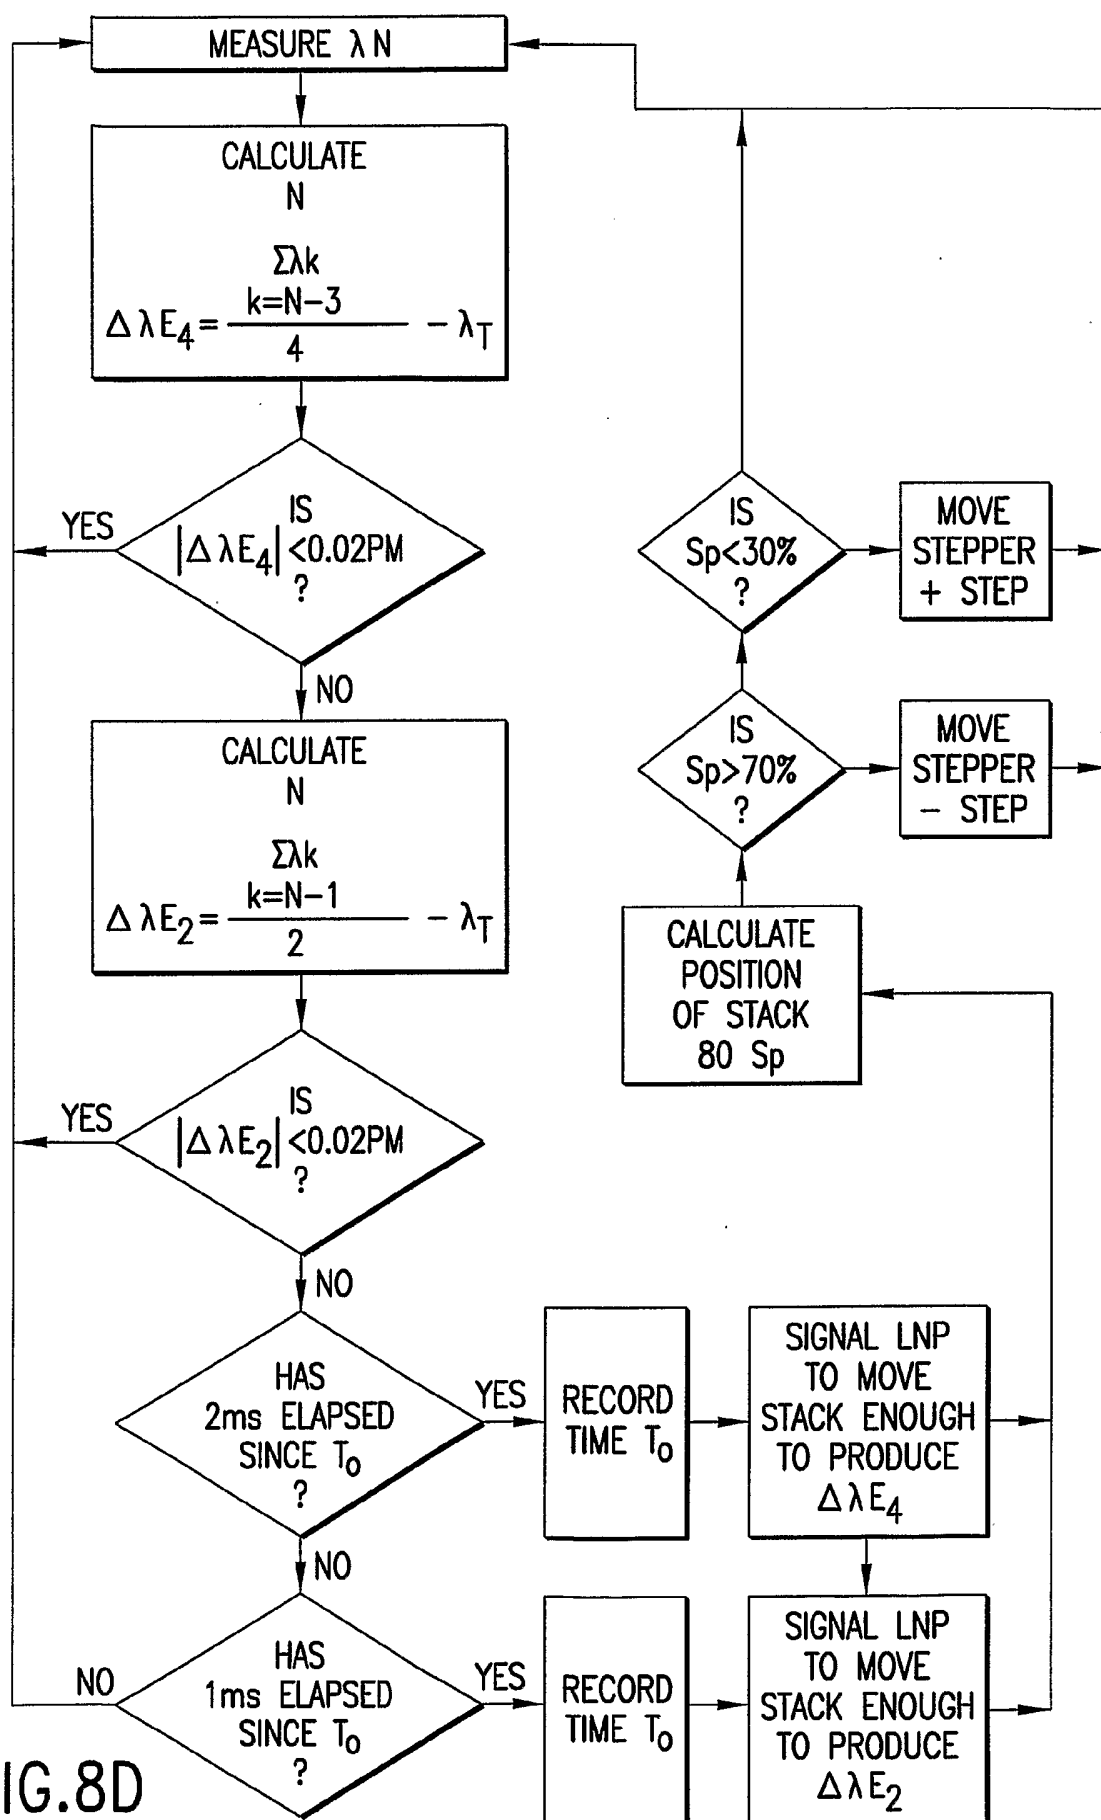 MEASURE λN
CALCULATE
N
Σλk
k=N-3
ΔλE₄= ――― - λ_T
4
IS
|ΔλE₄|<0.02PM
?
YES
NO
CALCULATE
N
Σλk
k=N-1
ΔλE₂= ――― - λ_T
2
IS
|ΔλE₂|<0.02PM
?
YES
NO
HAS
2ms ELAPSED
SINCE T₀
?
YES
NO
RECORD
TIME T₀
SIGNAL LNP
TO MOVE
STACK ENOUGH
TO PRODUCE
ΔλE₄
HAS
1ms ELAPSED
SINCE T₀
?
NO
YES
RECORD
TIME T₀
SIGNAL LNP
TO MOVE
STACK ENOUGH
TO PRODUCE
ΔλE₂
CALCULATE
POSITION
OF STACK
80 Sp
IS
Sp>70%
?
MOVE
STEPPER
- STEP
IS
Sp<30%
?
MOVE
STEPPER
+ STEP
IG.8D